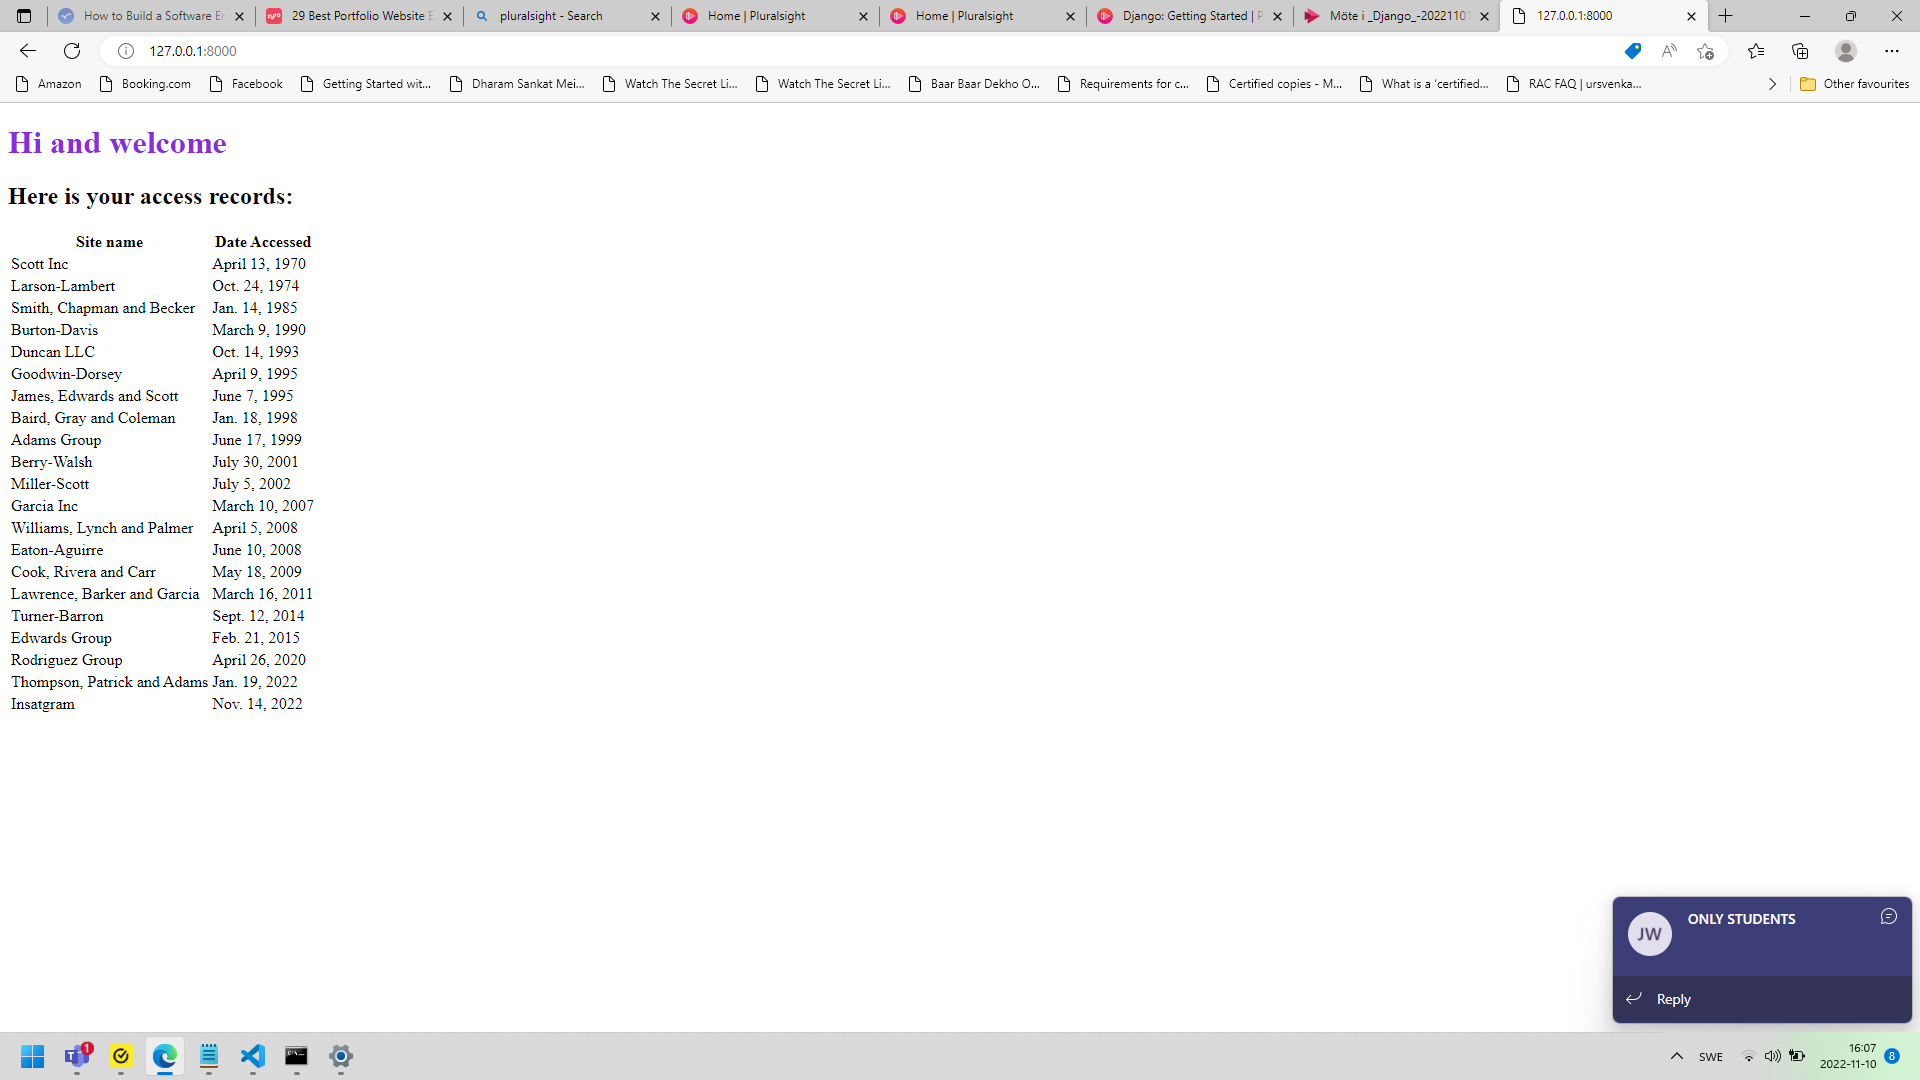 How to Build a Software En
29 Best Portfolio Website E
pluralsight - Search
Home | Pluralsight
Home | Pluralsight
Django: Getting Started | P
Möte i _Django_-2022110
127.0.0.1:8000
127.0.0.1:8000
Amazon
Booking.com
Facebook
Getting Started wit...
Dharam Sankat Mei...
Watch The Secret Li...
Watch The Secret Li...
Baar Baar Dekho O...
Requirements for c...
Certified copies - M...
What is a 'certified...
RAC FAQ | ursvenka...
Other favourites
Hi and welcome
Here is your access records:
Site name Date Accessed
Scott Inc April 13, 1970
Larson-Lambert Oct. 24, 1974
Smith, Chapman and Becker Jan. 14, 1985
Burton-Davis March 9, 1990
Duncan LLC Oct. 14, 1993
Goodwin-Dorsey April 9, 1995
James, Edwards and Scott June 7, 1995
Baird, Gray and Coleman Jan. 18, 1998
Adams Group June 17, 1999
Berry-Walsh July 30, 2001
Miller-Scott July 5, 2002
Garcia Inc March 10, 2007
Williams, Lynch and Palmer April 5, 2008
Eaton-Aguirre June 10, 2008
Cook, Rivera and Carr May 18, 2009
Lawrence, Barker and Garcia March 16, 2011
Turner-Barron Sept. 12, 2014
Edwards Group Feb. 21, 2015
Rodriguez Group April 26, 2020
Thompson, Patrick and Adams Jan. 19, 2022
Insatgram Nov. 14, 2022
JW
ONLY STUDENTS
Reply
1
SWE
16:07
2022-11-10
8